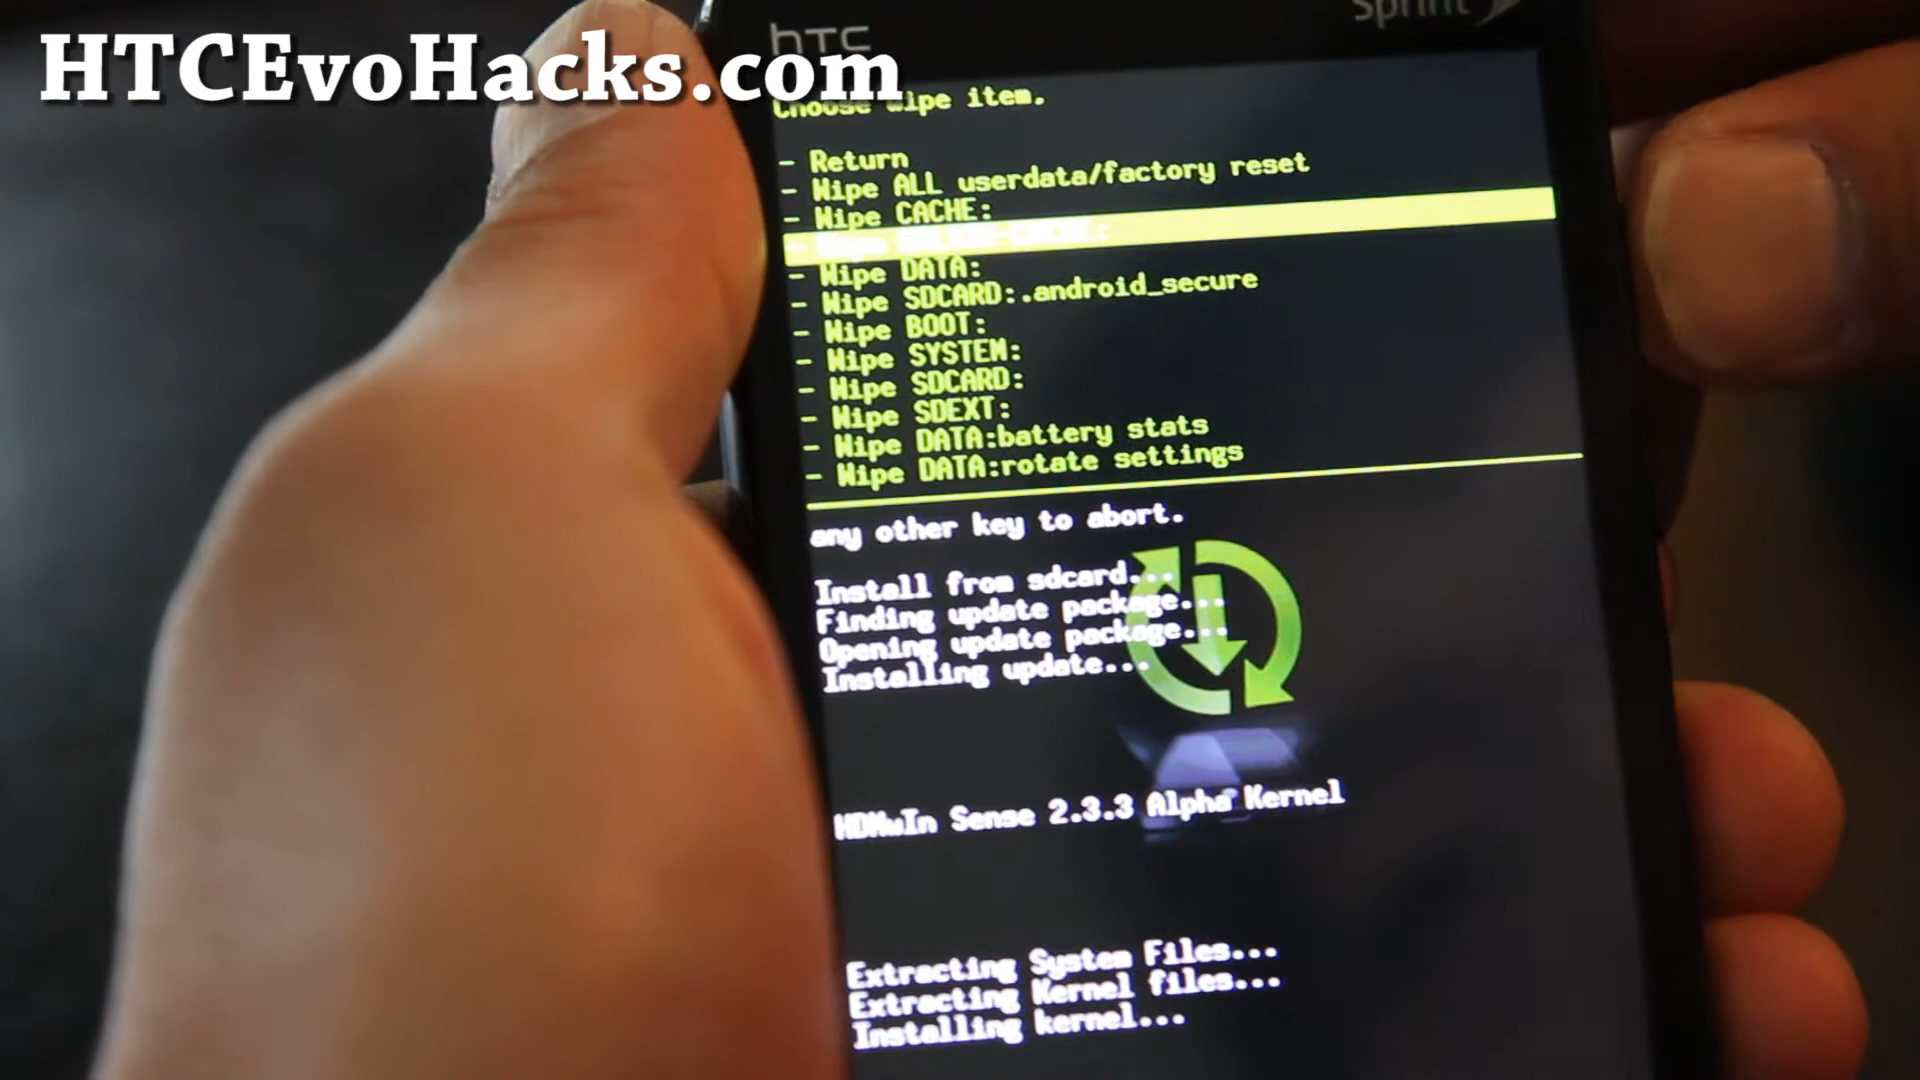 HTCEvoHacks.com
hTC
Sprint
Choose wipe item.
- Return
- Wipe ALL userdata/factory reset
- Wipe CACHE:
- Wipe DALVIK-CACHE:
- Wipe DATA:
- Wipe SDCARD:.android_secure
- Wipe BOOT:
- Wipe SYSTEM:
- Wipe SDCARD:
- Wipe SDEXT:
- Wipe DATA:battery stats
- Wipe DATA:rotate settings
any other key to abort.
Install from sdcard...
Finding update package...
Opening update package...
Installing update...
HDMwIn Sense 2.3.3 Alpha Kernel
Extracting System Files...
Extracting Kernel files...
Installing kernel...